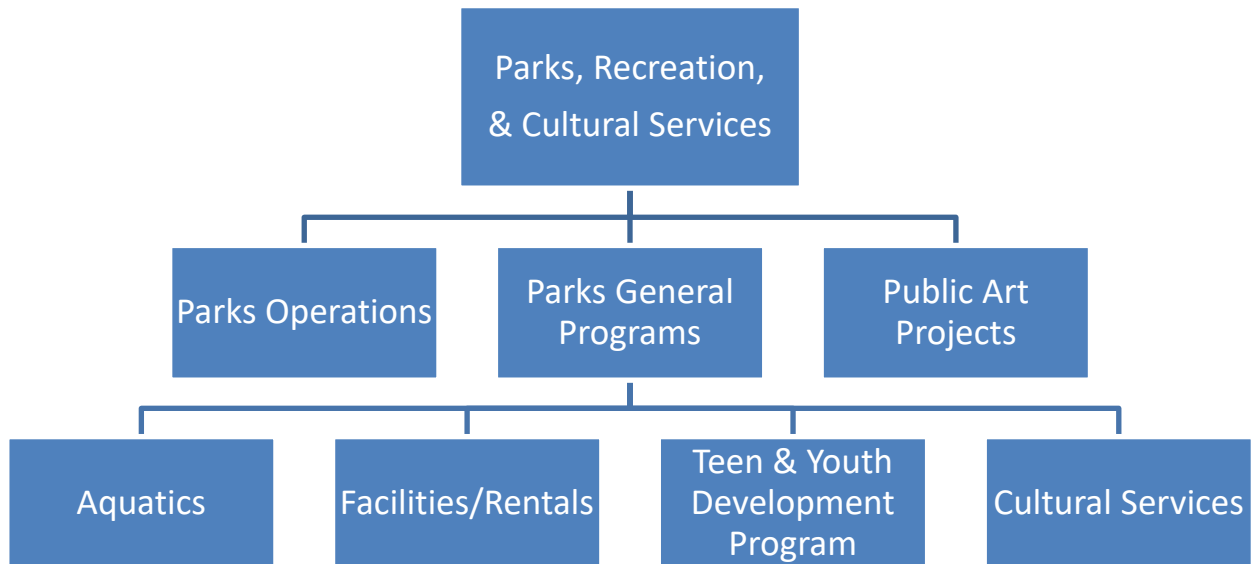 Parks, Recreation,
& Cultural Services
Parks Operations
Parks General
Programs
Public Art
Projects
Aquatics
Facilities/Rentals
Teen & Youth
Development
Program
Cultural Services